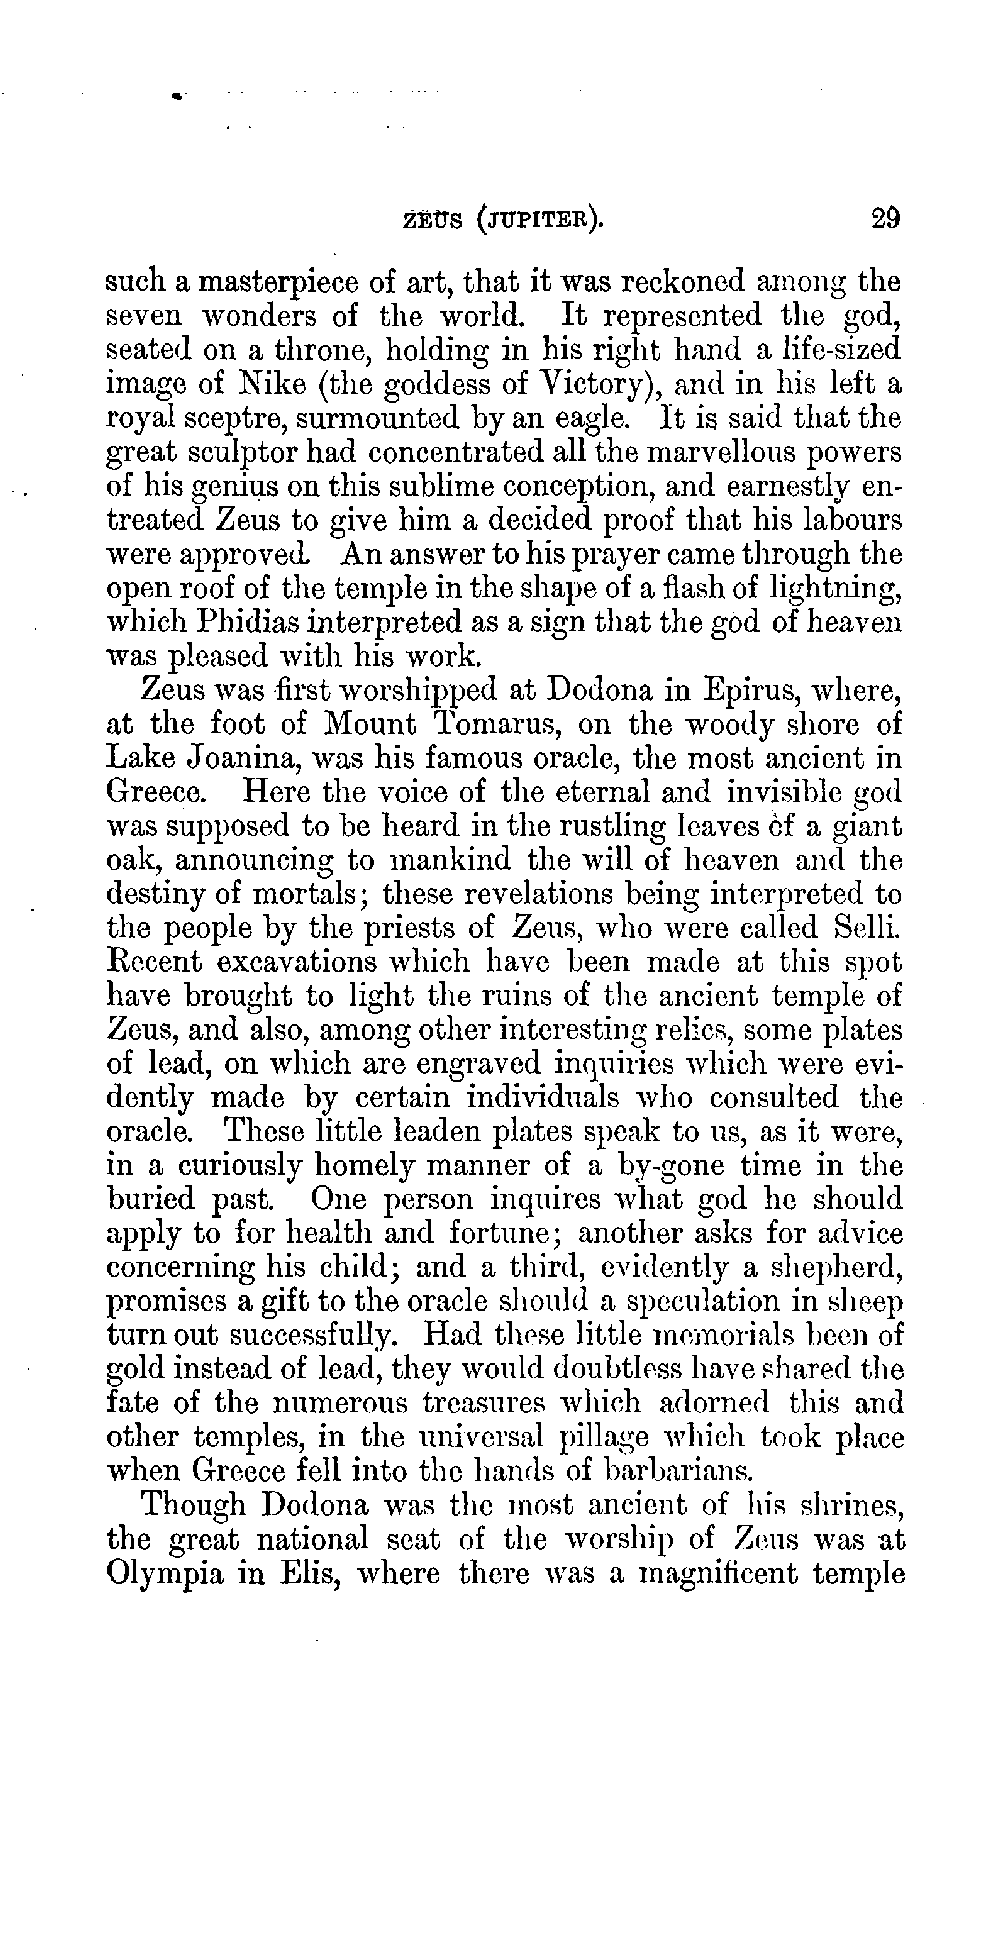 ZEUS (JUPITER). 29
such a masterpiece of art, that it was reckoned among the
seven wonders of the world. It represented the god,
seated on a throne, holding in his right hand a life-sized
image of Nike (the goddess of Victory), and in his left a
royal sceptre, surmounted by an eagle. It is said that the
great sculptor had concentrated all the marvellous powers
of his genius on this sublime conception, and earnestly en-
treated Zeus to give him a decided proof that his labours
were approved. An answer to his prayer came through the
open roof of the temple in the shape of a flash of lightning,
which Phidias interpreted as a sign that the god of heaven
was pleased with his work.
Zeus was first worshipped at Dodona in Epirus, where,
at the foot of Mount Tomarus, on the woody shore of
Lake Joanina, was his famous oracle, the most ancient in
Greece. Here the voice of the eternal and invisible god
was supposed to be heard in the rustling leaves of a giant
oak, announcing to mankind the will of heaven and the
destiny of mortals; these revelations being interpreted to
the people by the priests of Zeus, who were called Selli.
Recent excavations which have been made at this spot
have brought to light the ruins of the ancient temple of
Zeus, and also, among other interesting relics, some plates
of lead, on which are engraved inquiries which were evi-
dently made by certain individuals who consulted the
oracle. These little leaden plates speak to us, as it were,
in a curiously homely manner of a by-gone time in the
buried past. One person inquires what god he should
apply to for health and fortune; another asks for advice
concerning his child; and a third, evidently a shepherd,
promises a gift to the oracle should a speculation in sheep
turn out successfully. Had these little memorials been of
gold instead of lead, they would doubtless have shared the
fate of the numerous treasures which adorned this and
other temples, in the universal pillage which took place
when Greece fell into the hands of barbarians.
Though Dodona was the most ancient of his shrines,
the great national seat of the worship of Zeus was at
Olympia in Elis, where there was a magnificent temple